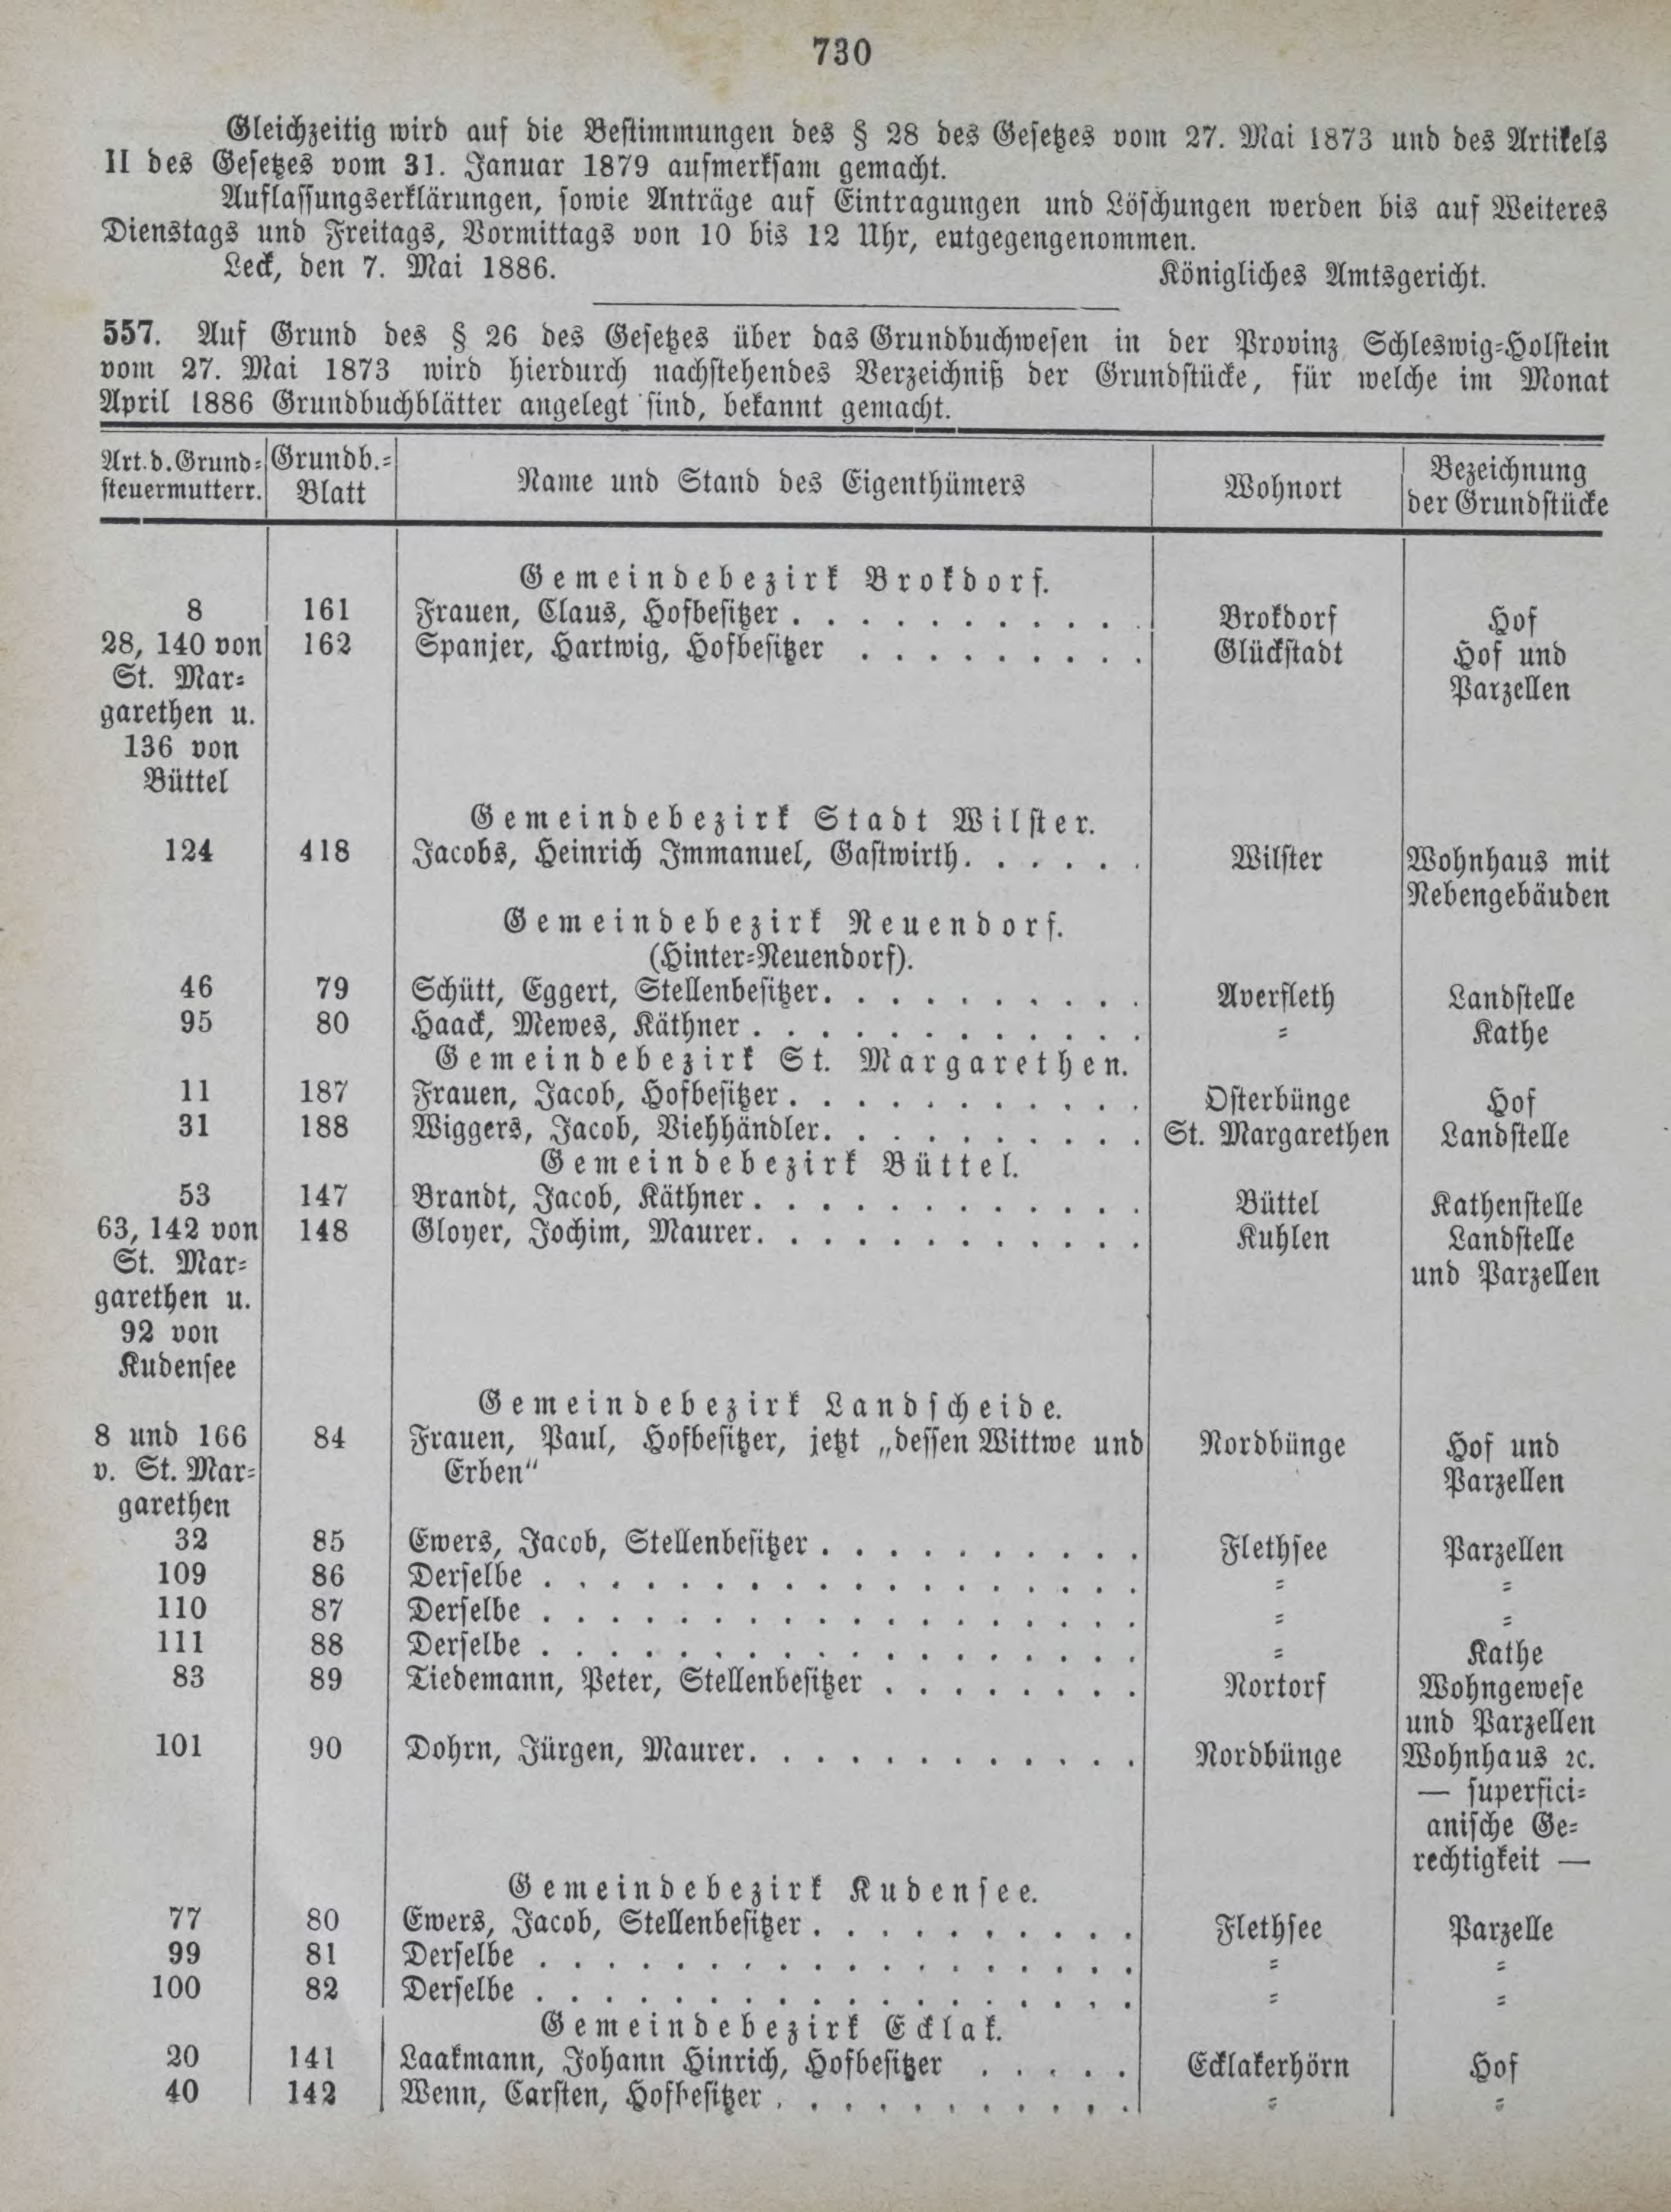 730
Gleichzeitig wird auf die Bestimmungen des § 28 des Gesetzes vom 27. Mai 1873 und des Artikels
II des Gesetzes vom 31. Januar 1879 aufmerksam gemacht.
Auflassungserklärungen, sowie Anträge auf Eintragungen und Löschungen werden bis auf Weiteres
Dienstags und Freitags, Vormittags von 10 bis 12 Uhr, entgegengenommen.
Leck, den 7. Mai 1886. Königliches Amtsgericht.
557. Auf Grund des § 26 des Gesetzes über das Grundbuchwesen in der Provinz Schleswig-Holstein
vom 27. Mai 1873 wird hierdurch nachstehendes Verzeichniß der Grundstücke, für welche im Monat
April 1886 Grundbuchblätter angelegt sind, bekannt gemacht.
Art. d. Grund- Grundb.- Name und Stand des Eigenthümers Wohnort Bezeichnung
steuermutterr. Blatt der Grundstücke
Gemeindebezirk Brokdorf.
8 161 Frauen, Claus, Hofbesitzer . . . . . . . . . . . Brokdorf Hof
28, 140 von 162 Spanjer, Hartwig, Hofbesitzer . . . . . . . . . Glückstadt Hof und
St. Mar- Parzellen
garethen u.
136 von
Büttel
Gemeindebezirk Stadt Wilster.
124 418 Jacobs, Heinrich Immanuel, Gastwirth. . . . . . Wilster Wohnhaus mit
Nebengebäuden
Gemeindebezirk Neuendorf.
(Hinter-Neuendorf).
46 79 Schütt, Eggert, Stellenbesitzer. . . . . . . . . . Averfleth Landstelle
95 80 Haack, Mewes, Käthner . . . . . . . . . . . . = Kathe
Gemeindebezirk St. Margarethen.
11 187 Frauen, Jacob, Hofbesitzer . . . . . . . . . . . Osterbünge Hof
31 188 Wiggers, Jacob, Viehhändler. . . . . . . . . . St. Margarethen Landstelle
Gemeindebezirk Büttel.
53 147 Brandt, Jacob, Käthner . . . . . . . . . . . . Büttel Kathenstelle
63, 142 von 148 Gloyer, Jochim, Maurer. . . . . . . . . . . . Kuhlen Landstelle
St. Mar- und Parzellen
garethen u.
92 von
Kudensee
Gemeindebezirk Landscheide.
8 und 166 84 Frauen, Paul, Hofbesitzer, jetzt „dessen Wittwe und Nordbünge Hof und
v. St. Mar- Erben“ Parzellen
garethen
32 85 Ewers, Jacob, Stellenbesitzer . . . . . . . . . . Flethsee Parzellen
109 86 Derselbe . . . . . . . . . . . . . . . . . . = =
110 87 Derselbe . . . . . . . . . . . . . . . . . . = =
111 88 Derselbe . . . . . . . . . . . . . . . . . . = Kathe
83 89 Tiedemann, Peter, Stellenbesitzer . . . . . . . . Nortorf Wohngewese
und Parzellen
101 90 Dohrn, Jürgen, Maurer. . . . . . . . . . . . Nordbünge Wohnhaus ꝛc.
— superfici-
anische Ge-
rechtigkeit —
Gemeindebezirk Kudensee.
77 80 Ewers, Jacob, Stellenbesitzer . . . . . . . . . . Flethsee Parzelle
99 81 Derselbe . . . . . . . . . . . . . . . . . . = =
100 82 Derselbe . . . . . . . . . . . . . . . . . . = =
Gemeindebezirk Ecklak.
20 141 Laakmann, Johann Hinrich, Hofbesitzer . . . . . Ecklakerhörn Hof
40 142 Wenn, Carsten, Hofbesitzer . . . . . . . . . . . = =